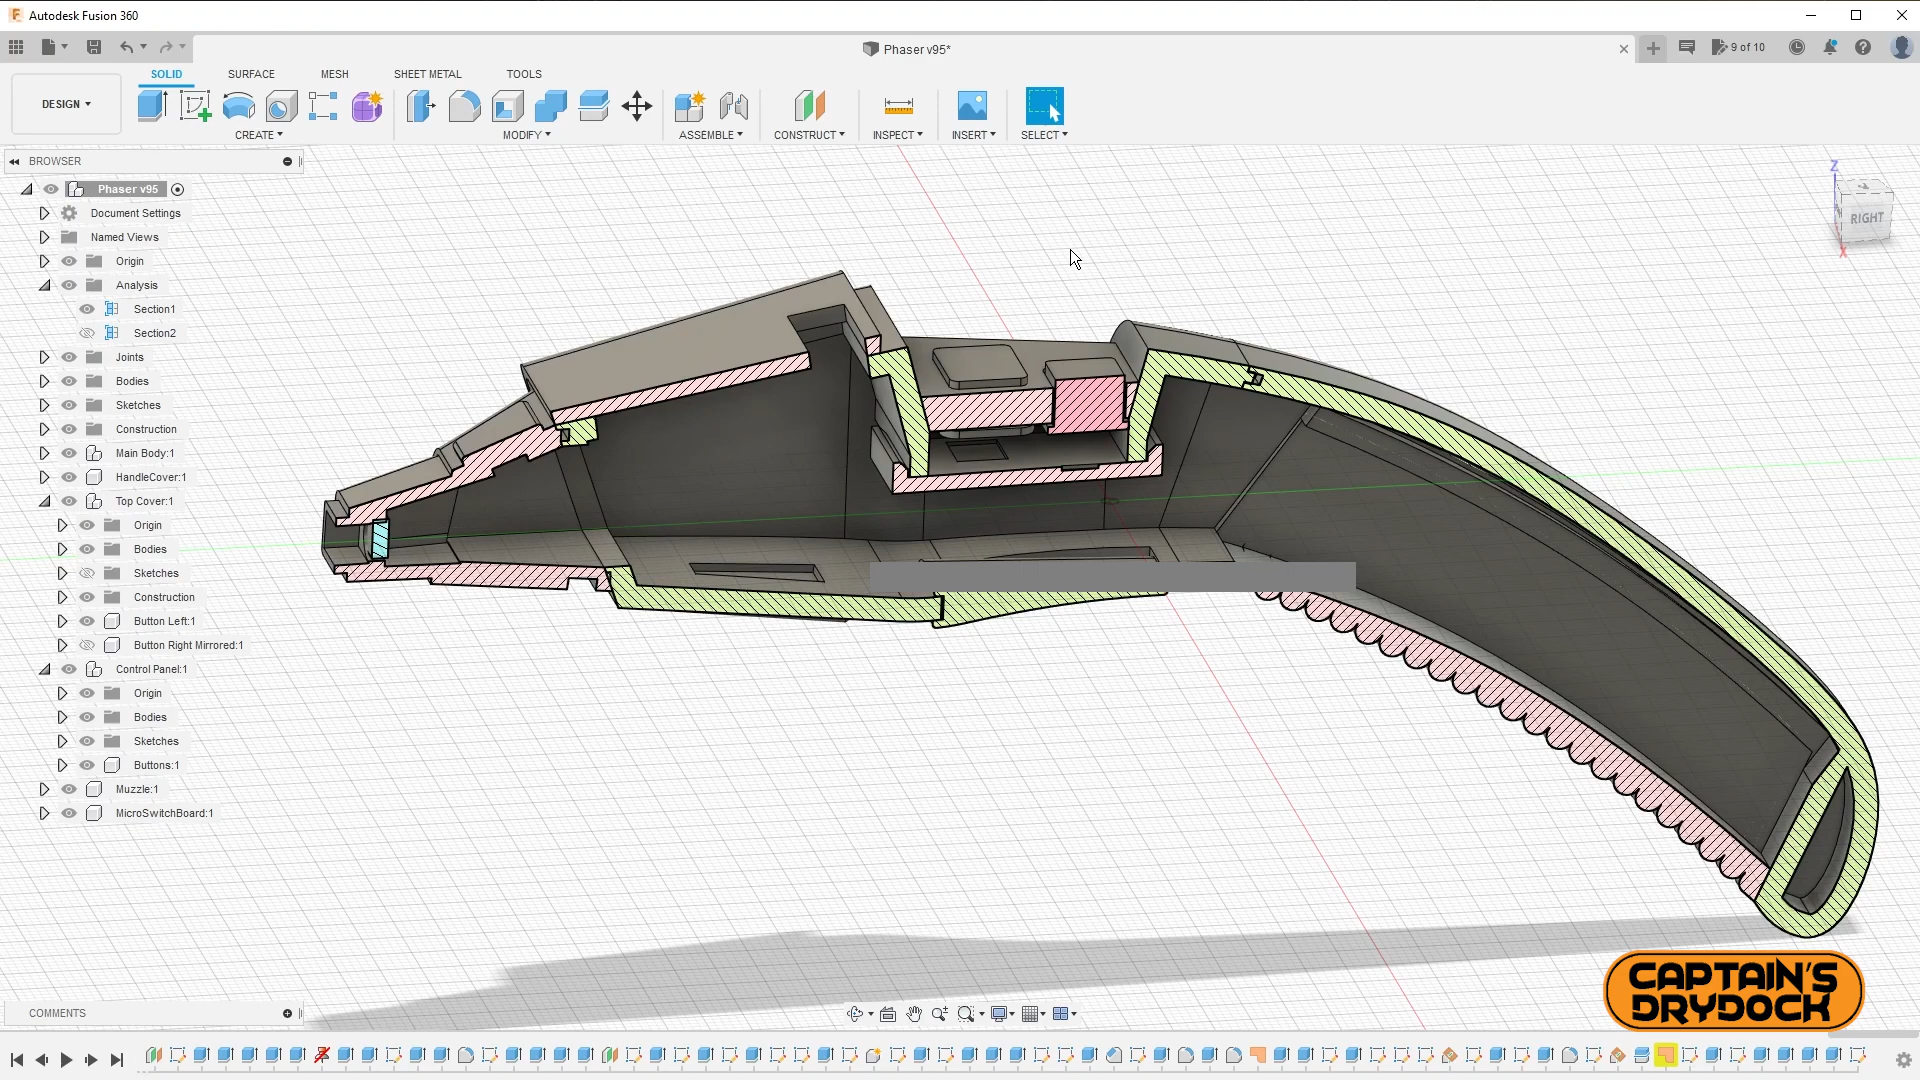 Autodesk Fusion 360
Phaser v95*
9 of 10
DESIGN
SOLID
SURFACE
MESH
SHEET METAL
TOOLS
CREATE
MODIFY
ASSEMBLE
CONSTRUCT
INSPECT
INSERT
SELECT
BROWSER
Phaser v95
Document Settings
Named Views
Origin
Analysis
Section1
Section2
Joints
Bodies
Sketches
Construction
Main Body:1
HandleCover:1
Top Cover:1
Origin
Bodies
Sketches
Construction
Button Left:1
Button Right Mirrored:1
Control Panel:1
Origin
Bodies
Sketches
Buttons:1
Muzzle:1
MicroSwitchBoard:1
Z
RIGHT
X
COMMENTS
CAPTAIN'S
DRYDOCK